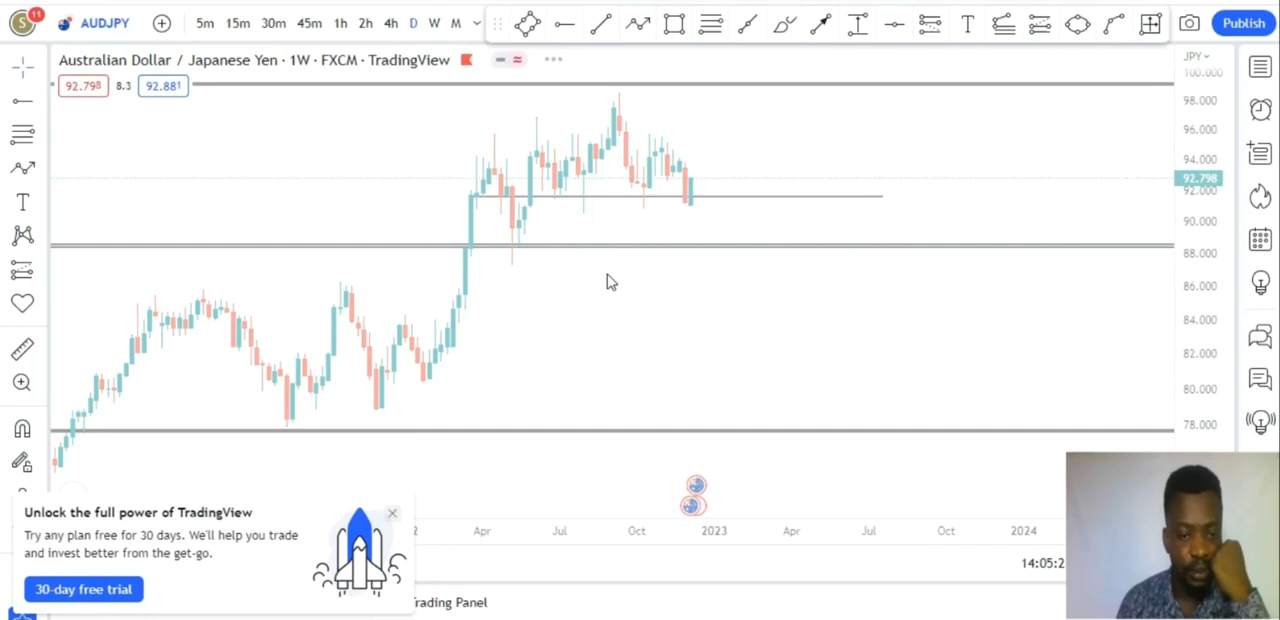 S 11 AUDJPY 5m 15m 30m 45m 1h 2h 4h D W M Publish
Australian Dollar / Japanese Yen · 1W · FXCM · TradingView JPY
92.798 8.3 92.881
100.000
98.000
96.000
94.000
92.798
92.000
90.000
88.000
86.000
84.000
82.000
80.000
78.000
Unlock the full power of TradingView
Try any plan free for 30 days. We'll help you trade
and invest better from the get-go.
30-day free trial
2 Apr Jul Oct 2023 Apr Jul Oct 2024
14:05:2
rading Panel